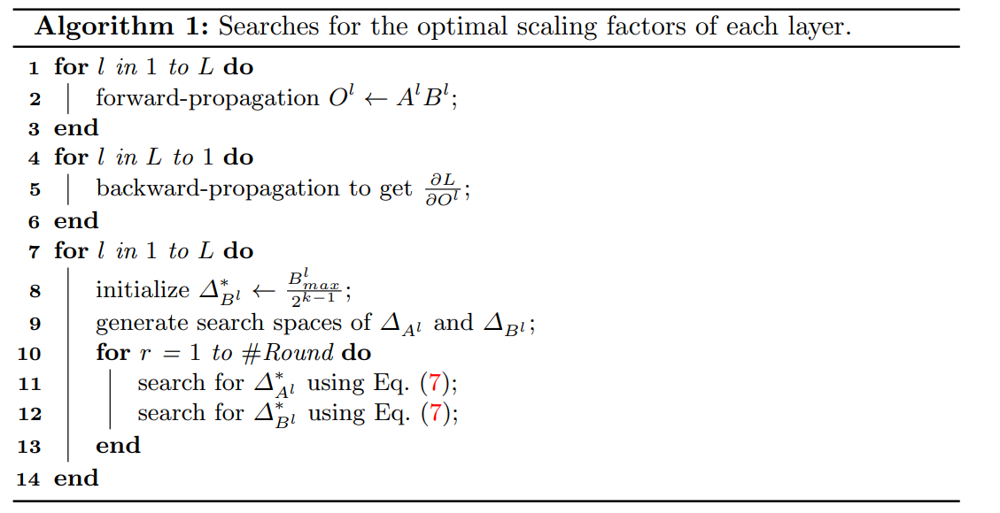 Algorithm 1: Searches for the optimal scaling factors of each layer.
1 for l in 1 to L do
2 forward-propagation O^l ← A^l B^l;
3 end
4 for l in L to 1 do
5 backward-propagation to get ∂L/∂O^l;
6 end
7 for l in 1 to L do
8 initialize Δ*_{B^l} ← B^l_{max}/2^{k−1};
9 generate search spaces of Δ_{A^l} and Δ_{B^l};
10 for r = 1 to #Round do
11 search for Δ*_{A^l} using Eq. (7);
12 search for Δ*_{B^l} using Eq. (7);
13 end
14 end